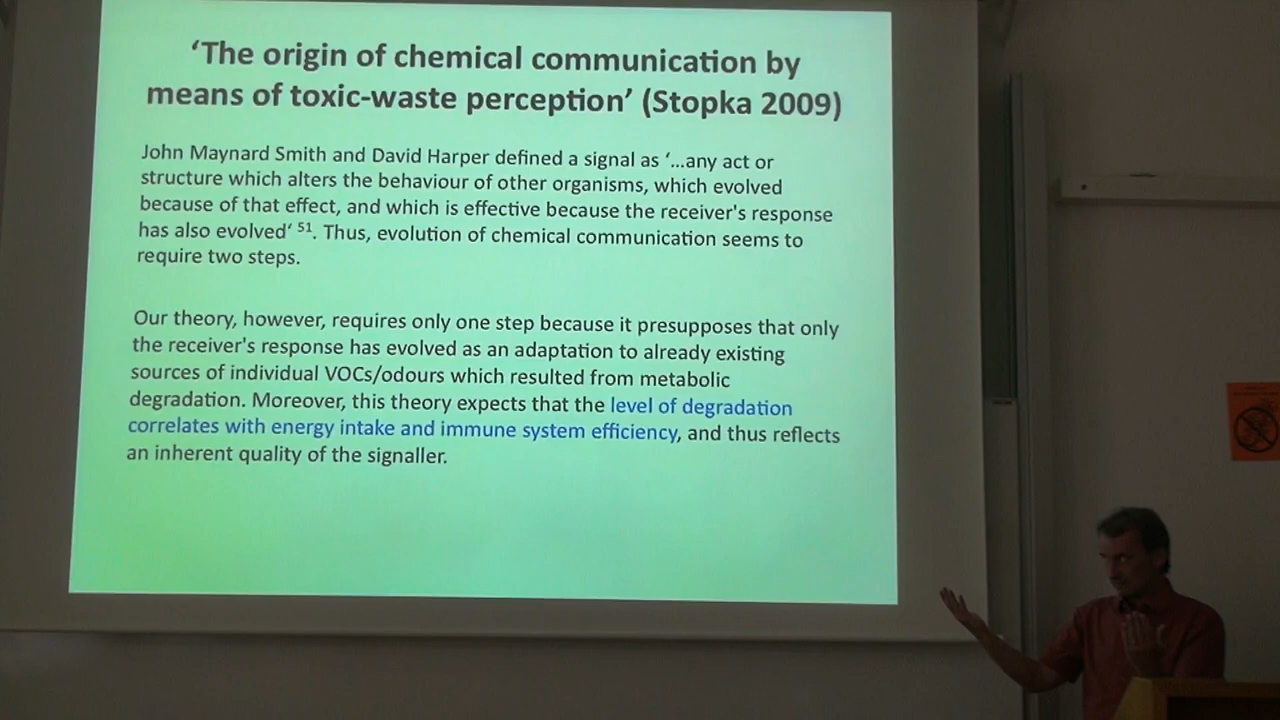 ‘The origin of chemical communication by
means of toxic-waste perception’ (Stopka 2009)
John Maynard Smith and David Harper defined a signal as ‘...any act or
structure which alters the behaviour of other organisms, which evolved
because of that effect, and which is effective because the receiver's response
has also evolved’ ⁵¹. Thus, evolution of chemical communication seems to
require two steps.
Our theory, however, requires only one step because it presupposes that only
the receiver's response has evolved as an adaptation to already existing
sources of individual VOCs/odours which resulted from metabolic
degradation. Moreover, this theory expects that the level of degradation
correlates with energy intake and immune system efficiency, and thus reflects
an inherent quality of the signaller.